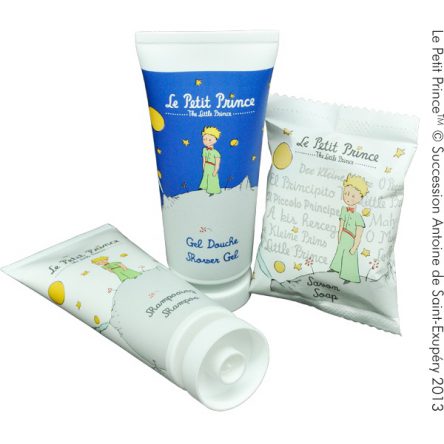 Le Petit Prince
The Little Prince
Gel Douche
Shower Gel
Le Petit Prince
The Little Prince
Der Kleine
El Principito
Il Piccolo Principe
A kis herceg
Kleine Prins
Little Prince
Savon
Soap
Le Petit Prince
Shampooing
Shampoo
Le Petit Prince™ © Succession Antoine de Saint-Exupéry 2013